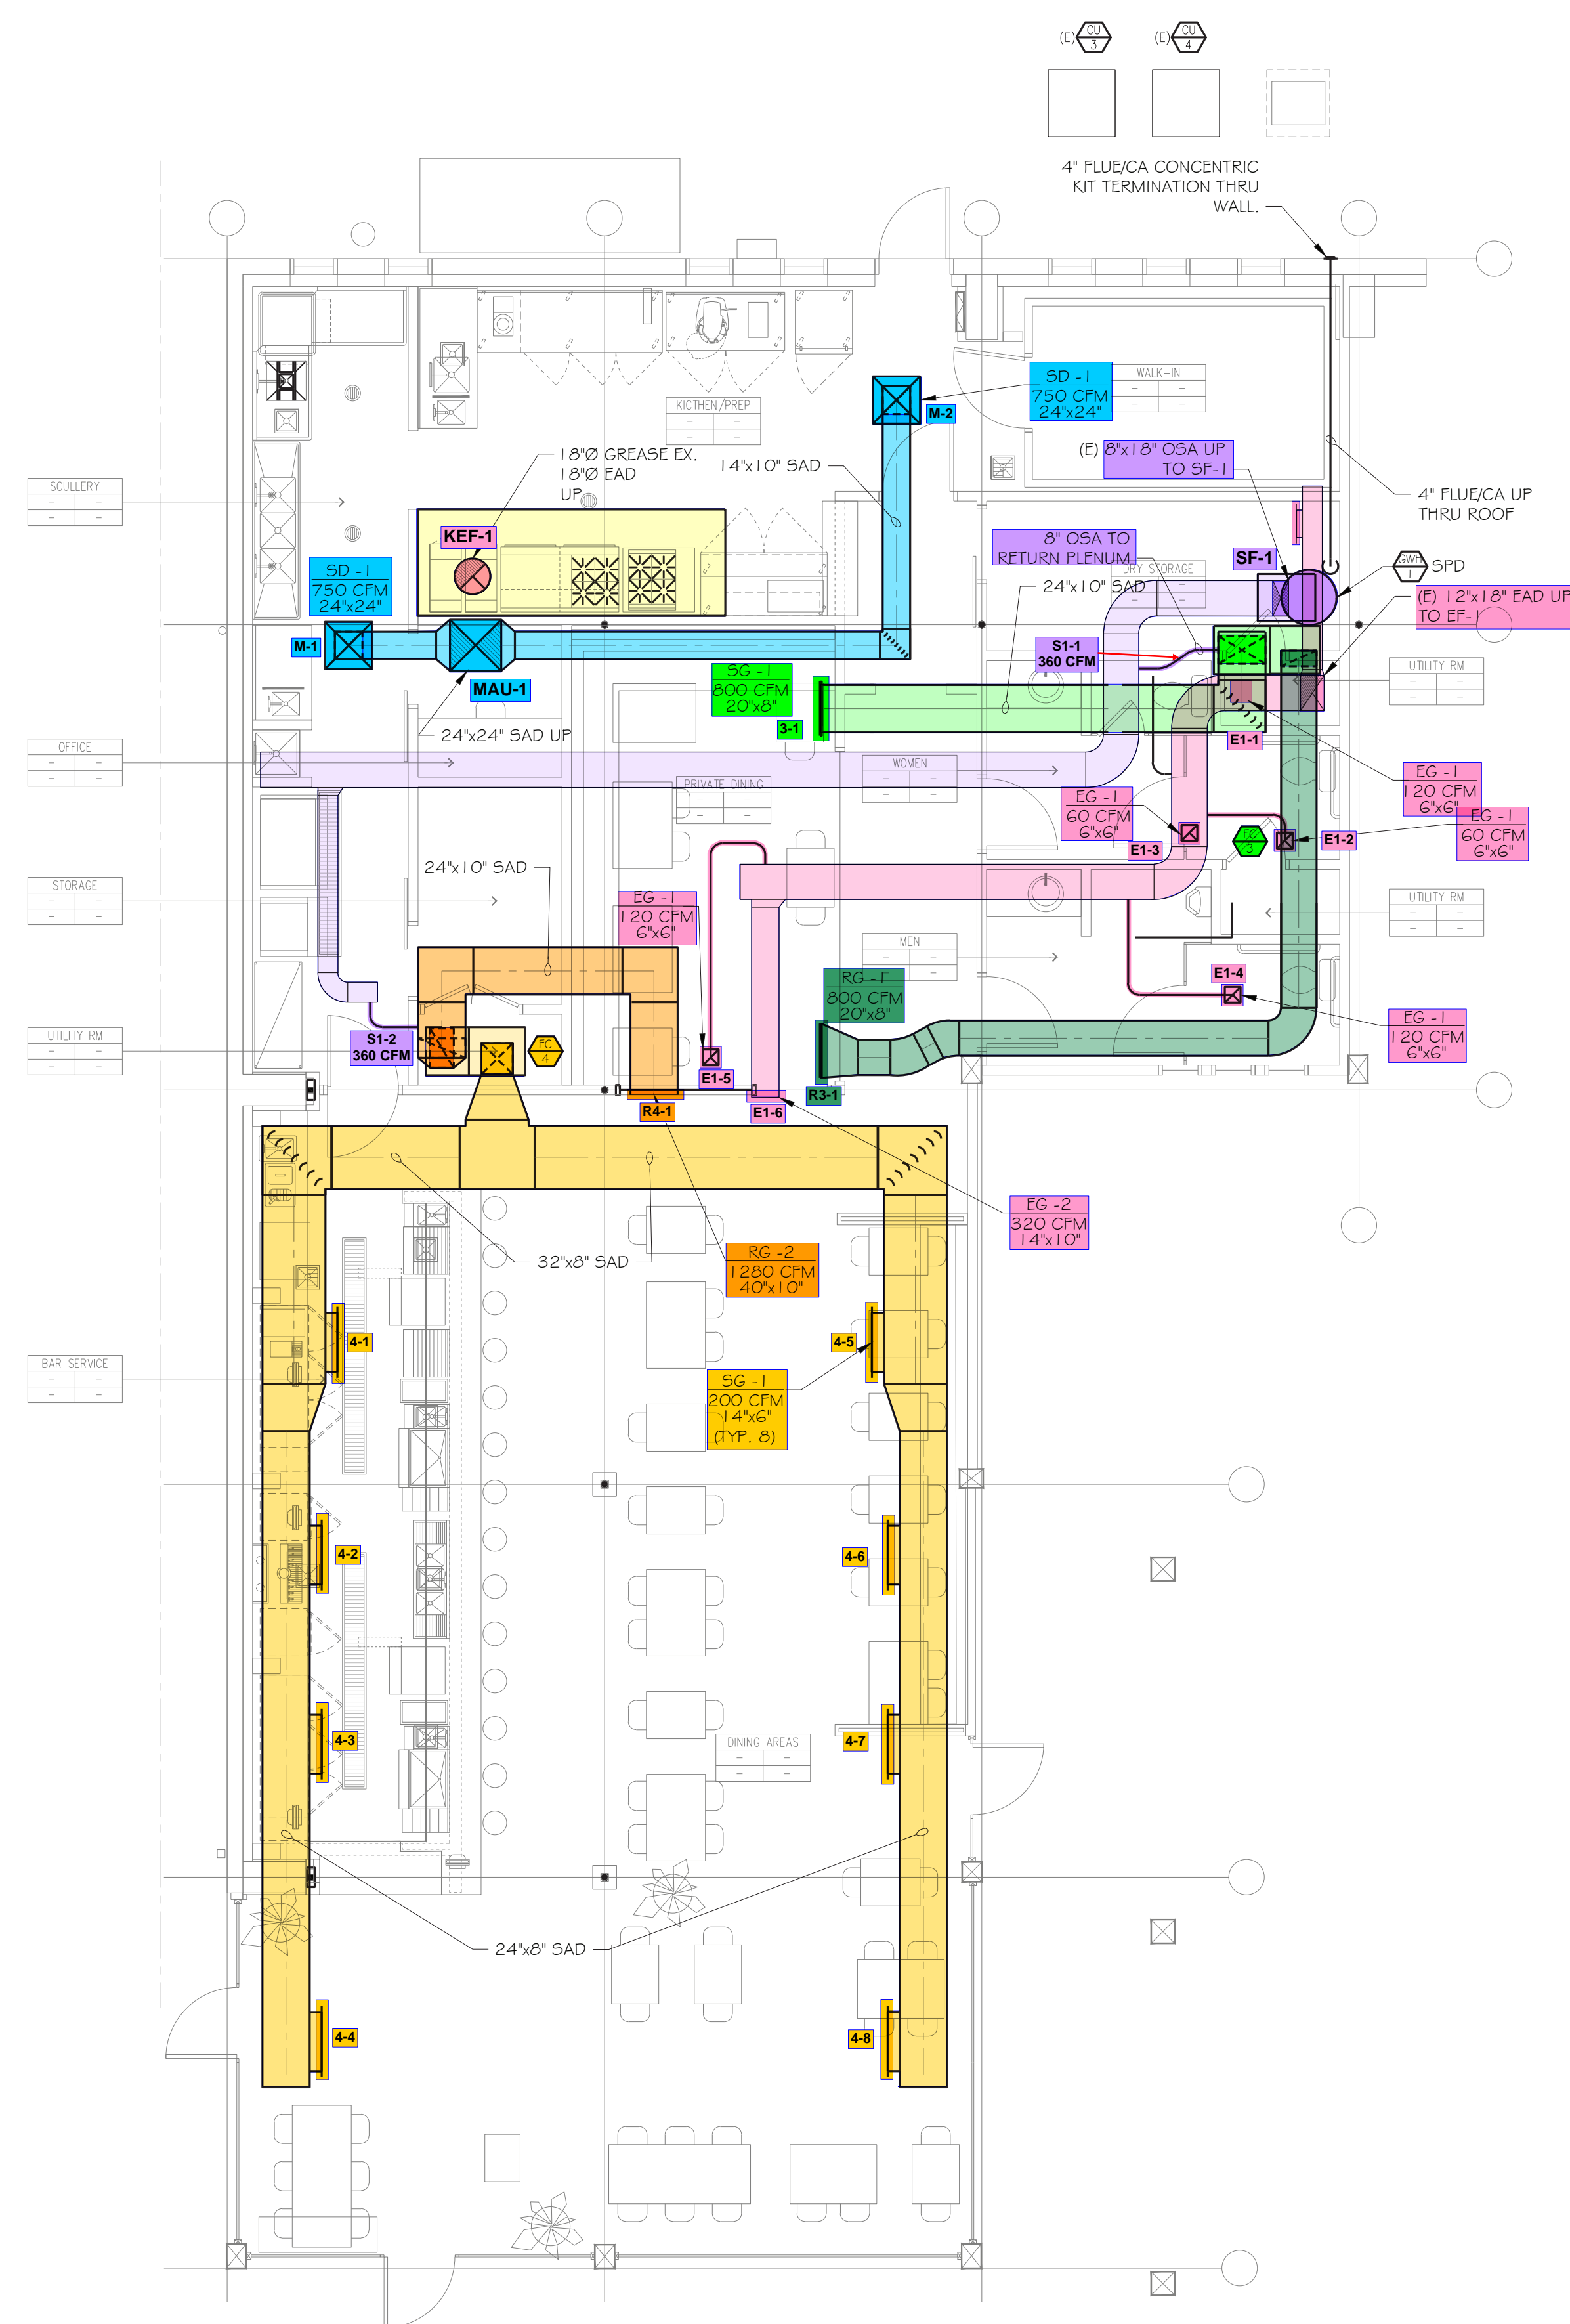 (E) CU
3
(E) CU
4
4" FLUE/CA CONCENTRIC
KIT TERMINATION THRU
WALL.
SD -1
750 CFM
24"x24"
WALK-IN
- -
- -
M-2
KICTHEN/PREP
- -
- -
18"Ø GREASE EX.
18"Ø EAD
UP
14"x10" SAD
(E) 8"x18" OSA UP
TO SF-1
SCULLERY
- -
- -
4" FLUE/CA UP
THRU ROOF
KEF-1
8" OSA TO
RETURN PLENUM
SF-1
GWH
1
SPD
SD -1
750 CFM
24"x24"
DRY STORAGE
- -
- -
24"x10" SAD
(E) 12"x18" EAD UP
TO EF-1
M-1
S1-1
360 CFM
UTILITY RM
- -
- -
MAU-1
SG -1
800 CFM
20"x8"
3-1
24"x24" SAD UP
E1-1
OFFICE
- -
- -
WOMEN
- -
- -
PRIVATE DINING
- -
- -
EG -1
120 CFM
6"x6"
EG -1
60 CFM
6"x6"
EG -1
60 CFM
6"x6"
E1-3
FC
3
E1-2
24"x10" SAD
STORAGE
- -
- -
EG -1
120 CFM
6"x6"
UTILITY RM
- -
- -
MEN
- -
- -
E1-4
RG -1
800 CFM
20"x8"
EG -1
120 CFM
6"x6"
UTILITY RM
- -
- -
S1-2
360 CFM
FC
4
E1-5
R3-1
R4-1
E1-6
EG -2
320 CFM
14"x10"
32"x8" SAD
RG -2
1280 CFM
40"x10"
4-1
4-5
BAR SERVICE
- -
- -
SG -1
200 CFM
14"x6"
(TYP. 8)
4-2
4-6
4-3
4-7
DINING AREAS
- -
- -
24"x8" SAD
4-4
4-8